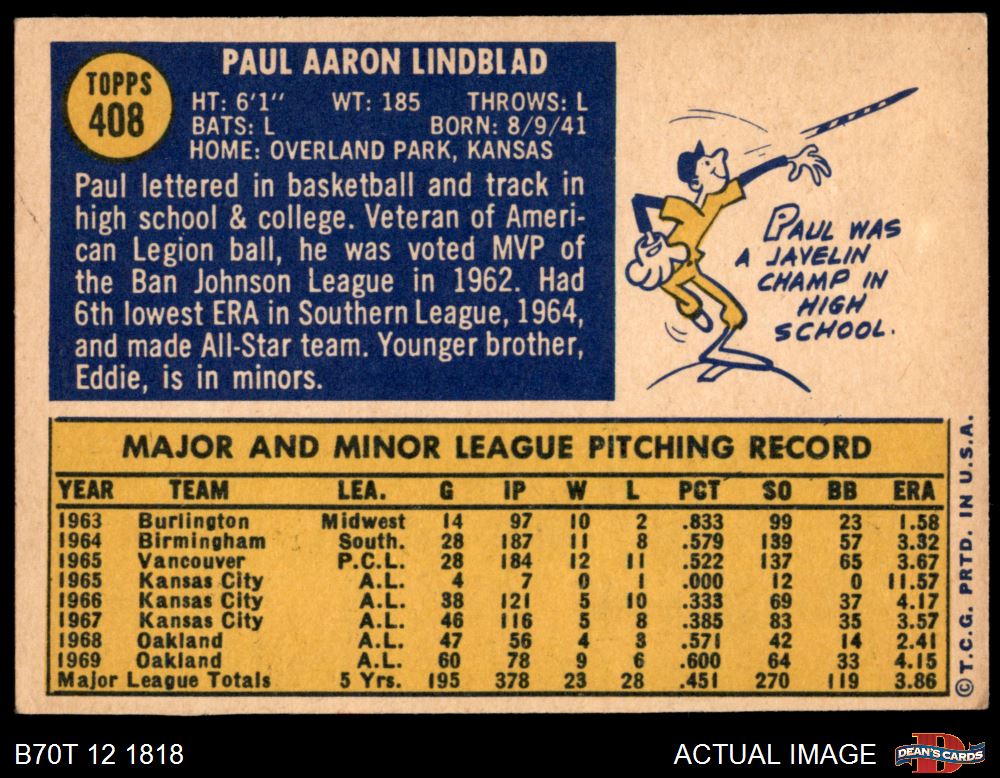 TOPPS
408
PAUL AARON LINDBLAD
HT: 6'1" WT: 185 THROWS: L
BATS: L BORN: 8/9/41
HOME: OVERLAND PARK, KANSAS
Paul lettered in basketball and track in
high school & college. Veteran of Ameri-
can Legion ball, he was voted MVP of
the Ban Johnson League in 1962. Had
6th lowest ERA in Southern League, 1964,
and made All-Star team. Younger brother,
Eddie, is in minors.
PAUL WAS
A JAVELIN
CHAMP IN
HIGH
SCHOOL.
MAJOR AND MINOR LEAGUE PITCHING RECORD
YEAR TEAM LEA. G IP W L PCT SO BB ERA
1963 Burlington Midwest 14 97 10 2 .833 99 23 1.58
1964 Birmingham South. 28 187 11 8 .579 139 57 3.32
1965 Vancouver P.C.L. 28 184 12 11 .522 137 65 3.67
1965 Kansas City A.L. 4 7 0 1 .000 12 0 11.57
1966 Kansas City A.L. 38 121 5 10 .333 69 37 4.17
1967 Kansas City A.L. 46 116 5 8 .385 83 35 3.57
1968 Oakland A.L. 47 56 4 3 .571 42 14 2.41
1969 Oakland A.L. 60 78 9 6 .600 64 33 4.15
Major League Totals 5 Yrs. 195 378 23 28 .451 270 119 3.86
© T.C.G. PRTD. IN U.S.A.
B70T 12 1818
ACTUAL IMAGE
D
DEAN'S CARDS